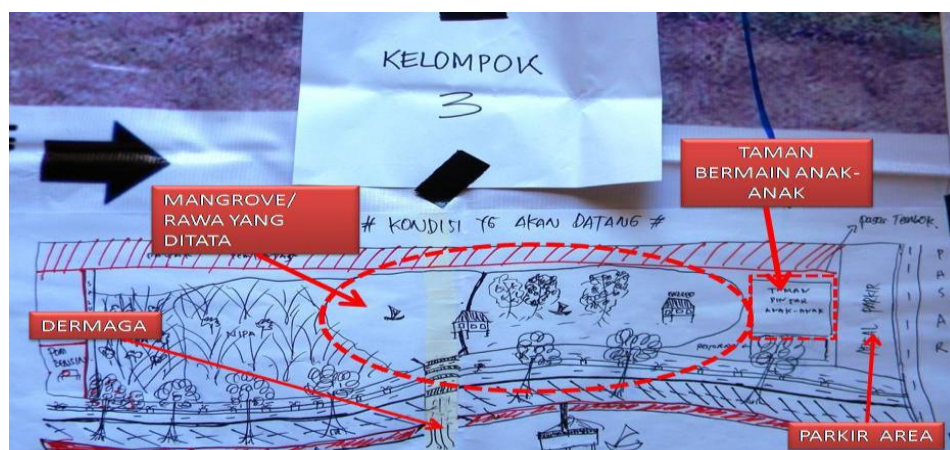 KELOMPOK
3
TAMAN
BERMAIN ANAK-
ANAK
MANGROVE/
RAWA YANG
DITATA
# KONDISI YG AKAN DATANG #
DERMAGA
NIPA
TAMAN
PINTAR
ANAK-ANAK
PARKIR
PARKIR AREA